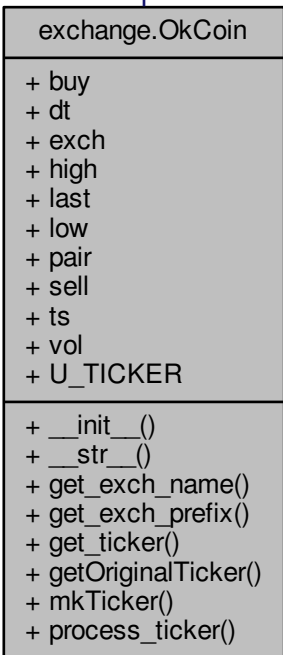 exchange.OkCoin
+ buy
+ dt
+ exch
+ high
+ last
+ low
+ pair
+ sell
+ ts
+ vol
+ U_TICKER
+ __init__()
+ __str__()
+ get_exch_name()
+ get_exch_prefix()
+ get_ticker()
+ getOriginalTicker()
+ mkTicker()
+ process_ticker()